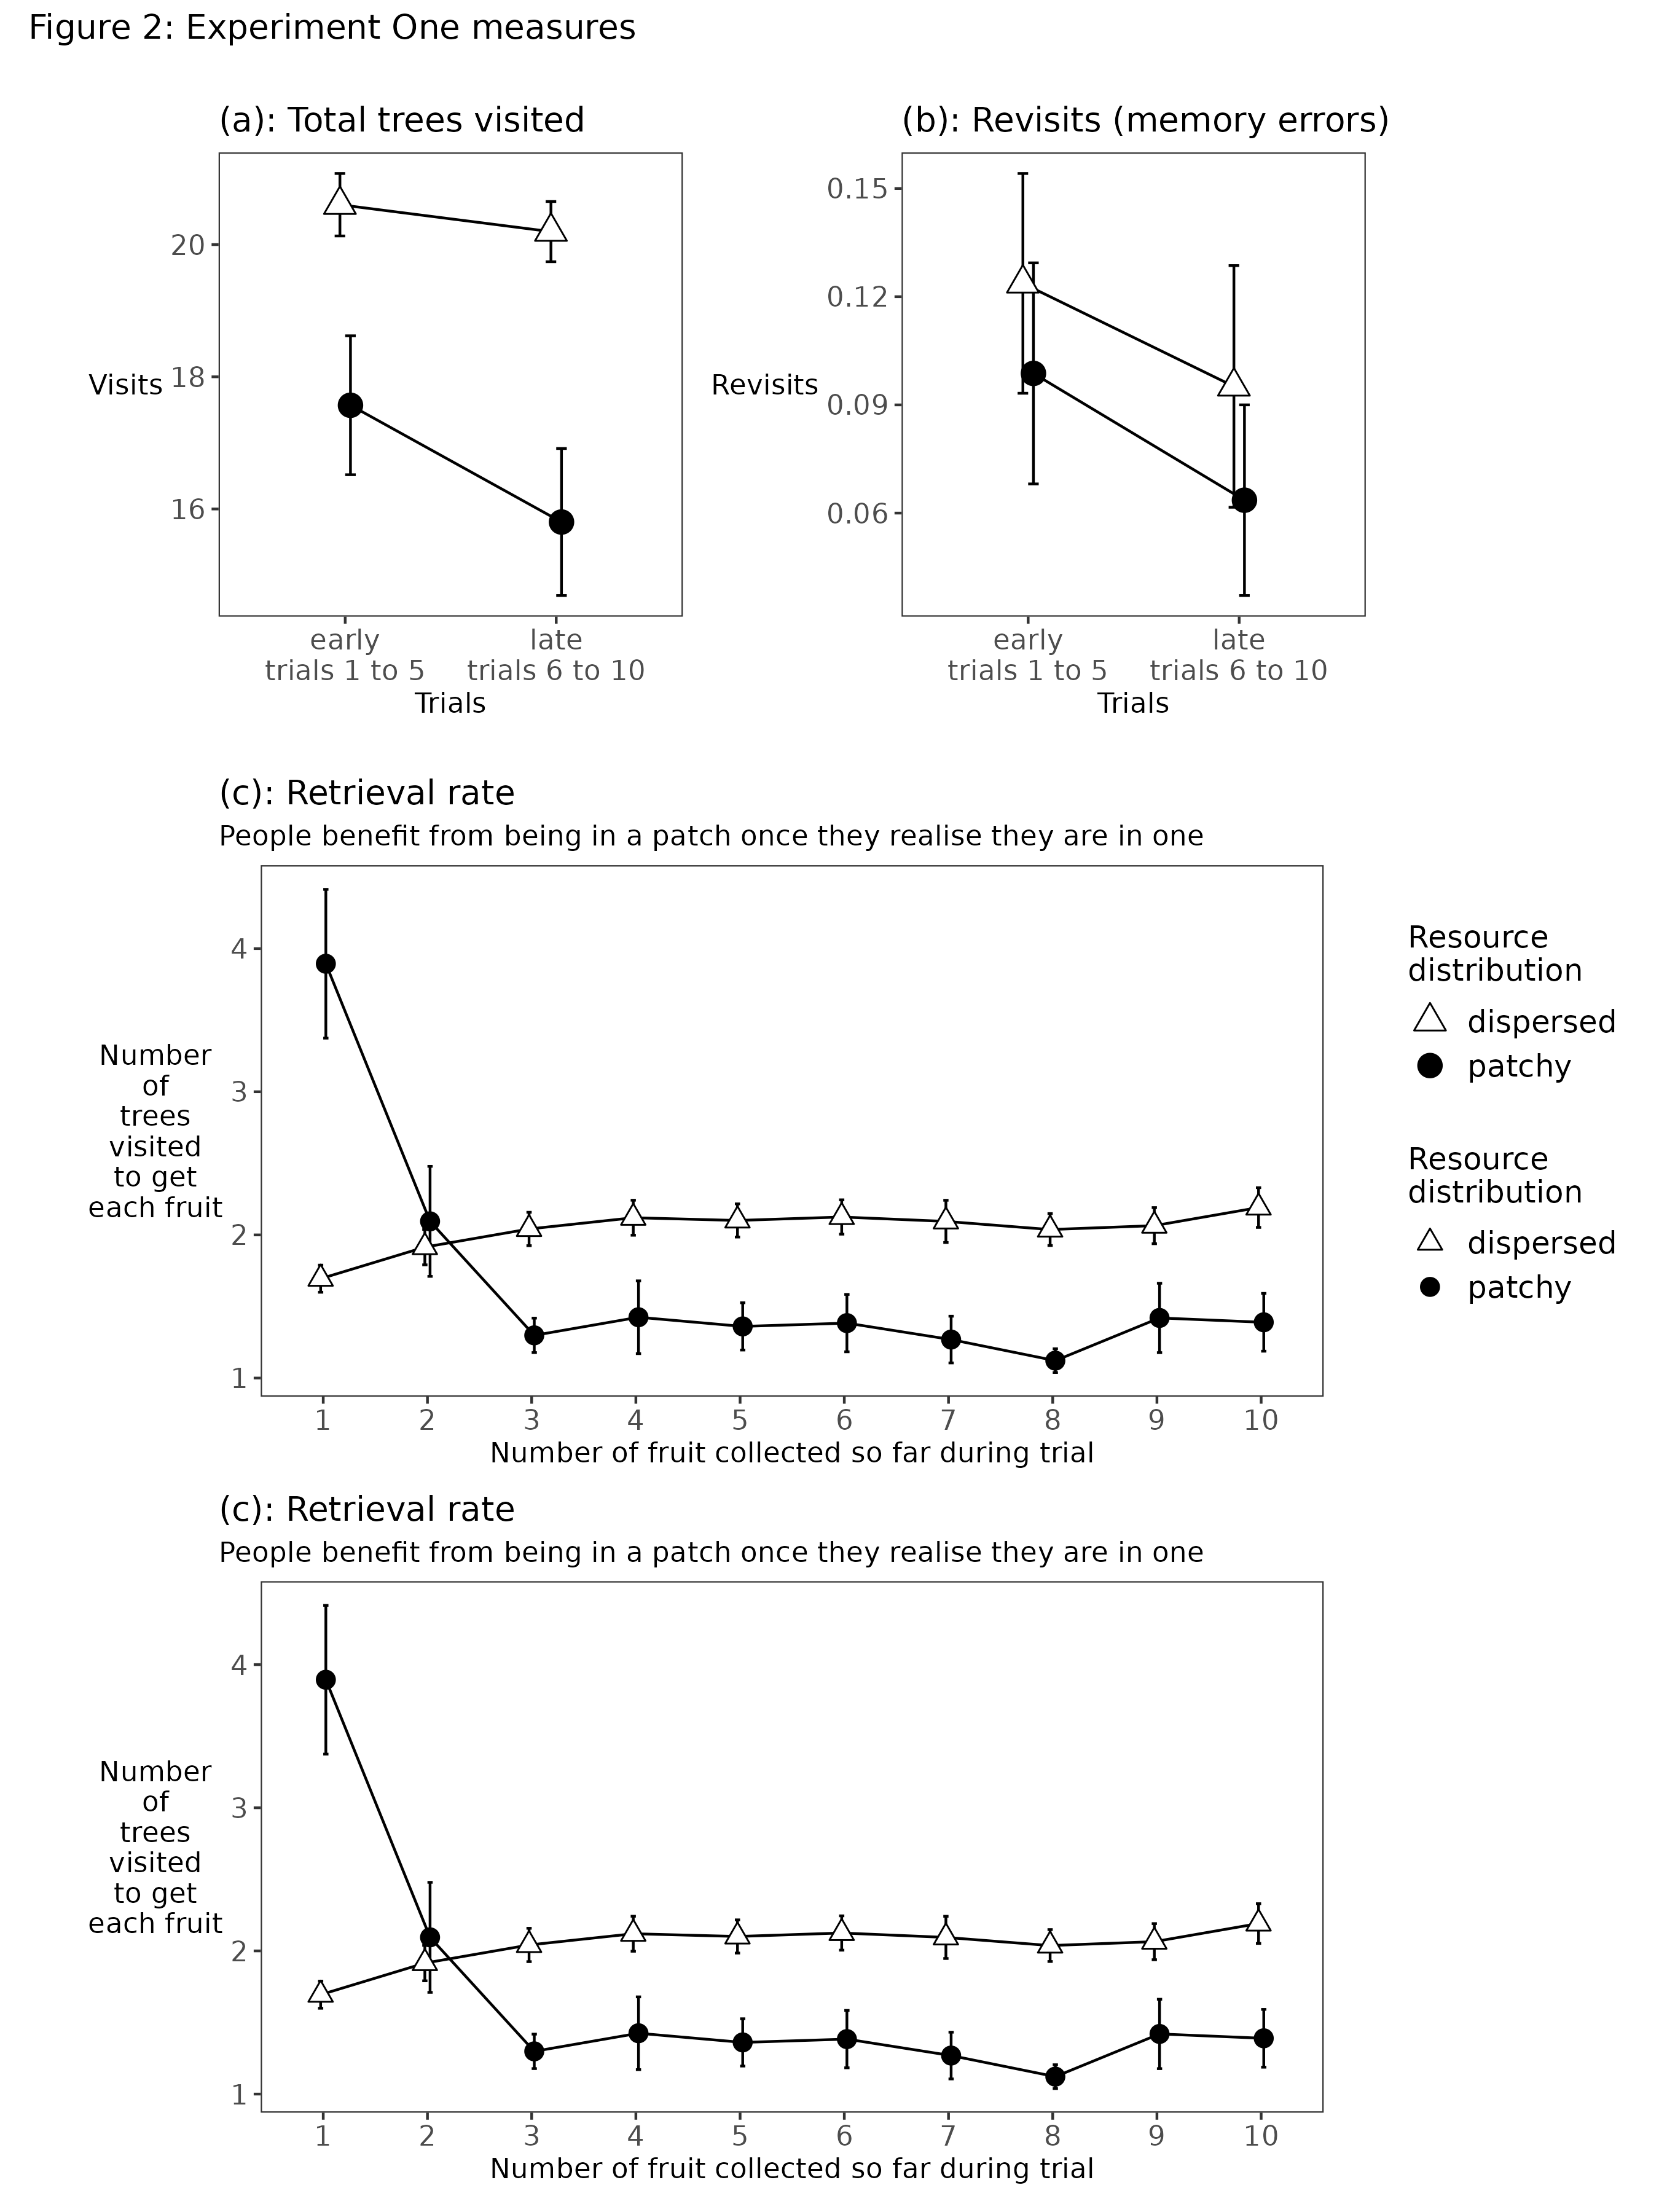 Figure 2: Experiment One measures
(a): Total trees visited
20
18
16
Visits
early
trials 1 to 5
late
trials 6 to 10
Trials
(b): Revisits (memory errors)
0.15
0.12
0.09
0.06
Revisits
early
trials 1 to 5
late
trials 6 to 10
Trials
(c): Retrieval rate
People benefit from being in a patch once they realise they are in one
4
3
2
1
Number
of
trees
visited
to get
each fruit
1 2 3 4 5 6 7 8 9 10
Number of fruit collected so far during trial
Resource
distribution
dispersed
patchy
Resource
distribution
dispersed
patchy
(c): Retrieval rate
People benefit from being in a patch once they realise they are in one
4
3
2
1
Number
of
trees
visited
to get
each fruit
1 2 3 4 5 6 7 8 9 10
Number of fruit collected so far during trial